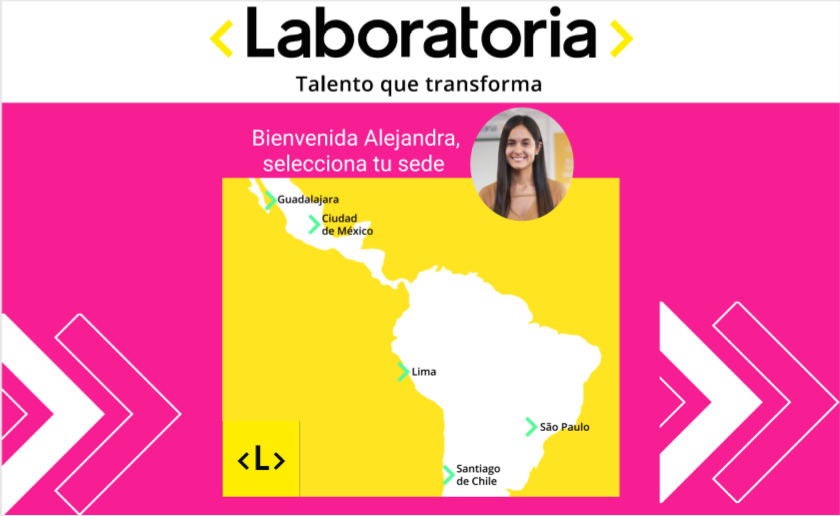 <Laboratoria>
Talento que transforma
Bienvenida Alejandra,
selecciona tu sede
Guadalajara
Ciudad
de México
Lima
São Paulo
Santiago
de Chile
<L>